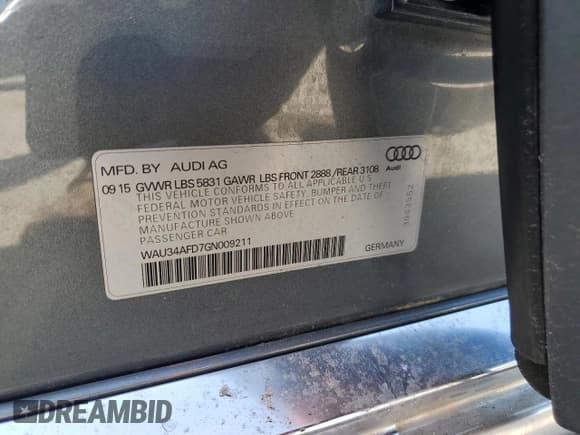 MFD. BY AUDI AG
Audi
09 15 GVWR LBS 5831 GAWR LBS FRONT 2888 /REAR 3108
THIS VEHICLE CONFORMS TO ALL APPLICABLE U.S.
FEDERAL MOTOR VEHICLE SAFETY, BUMPER AND THEFT
PREVENTION STANDARDS IN EFFECT ON THE DATE OF
MANUFACTURE SHOWN ABOVE
PASSENGER CAR
WAU34AFD7GN009211
GERMANY
DREAMBID